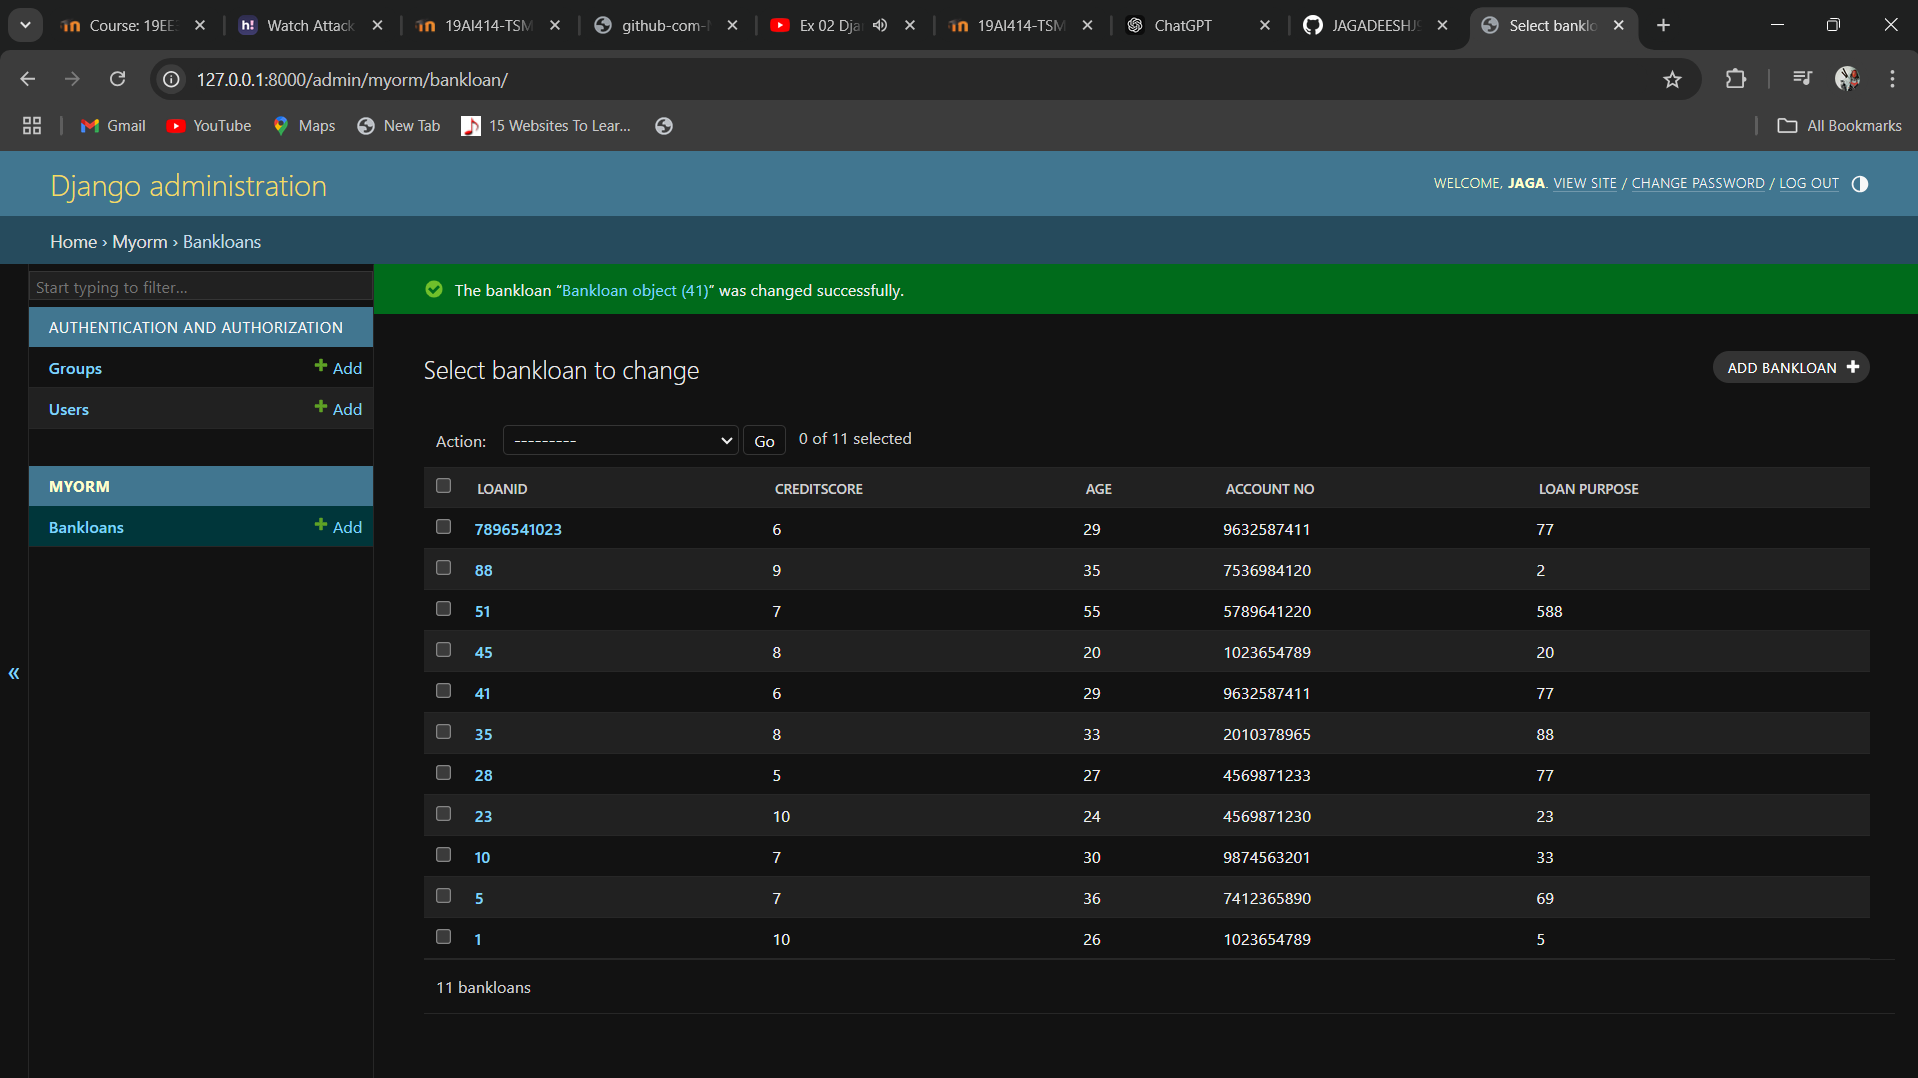 Course: 19EE
Watch Attack
19AI414-TSM
github-com-
Ex 02 Dja
19AI414-TSM
ChatGPT
JAGADEESHJ
Select banklo
127.0.0.1:8000/admin/myorm/bankloan/
Gmail
YouTube
Maps
New Tab
15 Websites To Lear...
All Bookmarks
Django administration
WELCOME, JAGA. VIEW SITE / CHANGE PASSWORD / LOG OUT
Home › Myorm › Bankloans
Start typing to filter...
AUTHENTICATION AND AUTHORIZATION
Groups + Add
Users + Add
MYORM
Bankloans + Add
«
The bankloan “Bankloan object (41)” was changed successfully.
Select bankloan to change
ADD BANKLOAN +
Action: --------- Go 0 of 11 selected
LOANID CREDITSCORE AGE ACCOUNT NO LOAN PURPOSE
7896541023 6 29 9632587411 77
88 9 35 7536984120 2
51 7 55 5789641220 588
45 8 20 1023654789 20
41 6 29 9632587411 77
35 8 33 2010378965 88
28 5 27 4569871233 77
23 10 24 4569871230 23
10 7 30 9874563201 33
5 7 36 7412365890 69
1 10 26 1023654789 5
11 bankloans